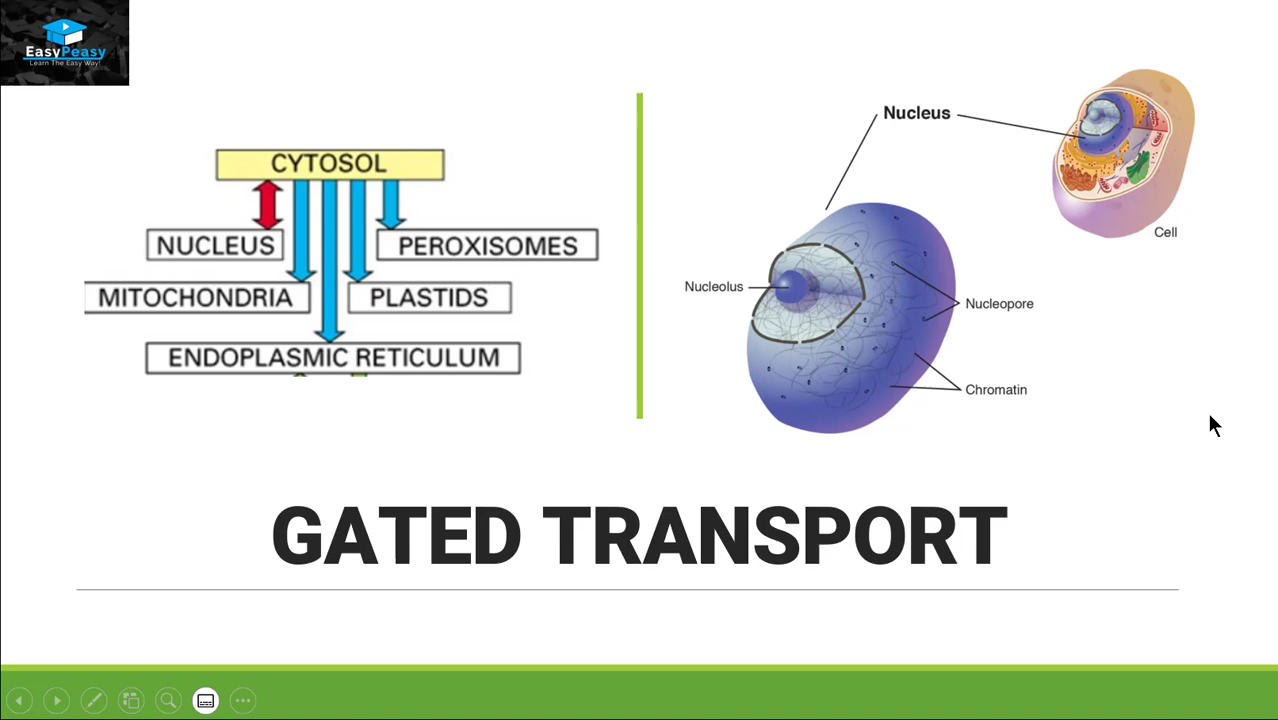 EasyPeasy
Learn The Easy Way!
CYTOSOL
NUCLEUS
PEROXISOMES
MITOCHONDRIA
PLASTIDS
ENDOPLASMIC RETICULUM
Nucleus
Cell
Nucleolus
Nucleopore
Chromatin
GATED TRANSPORT